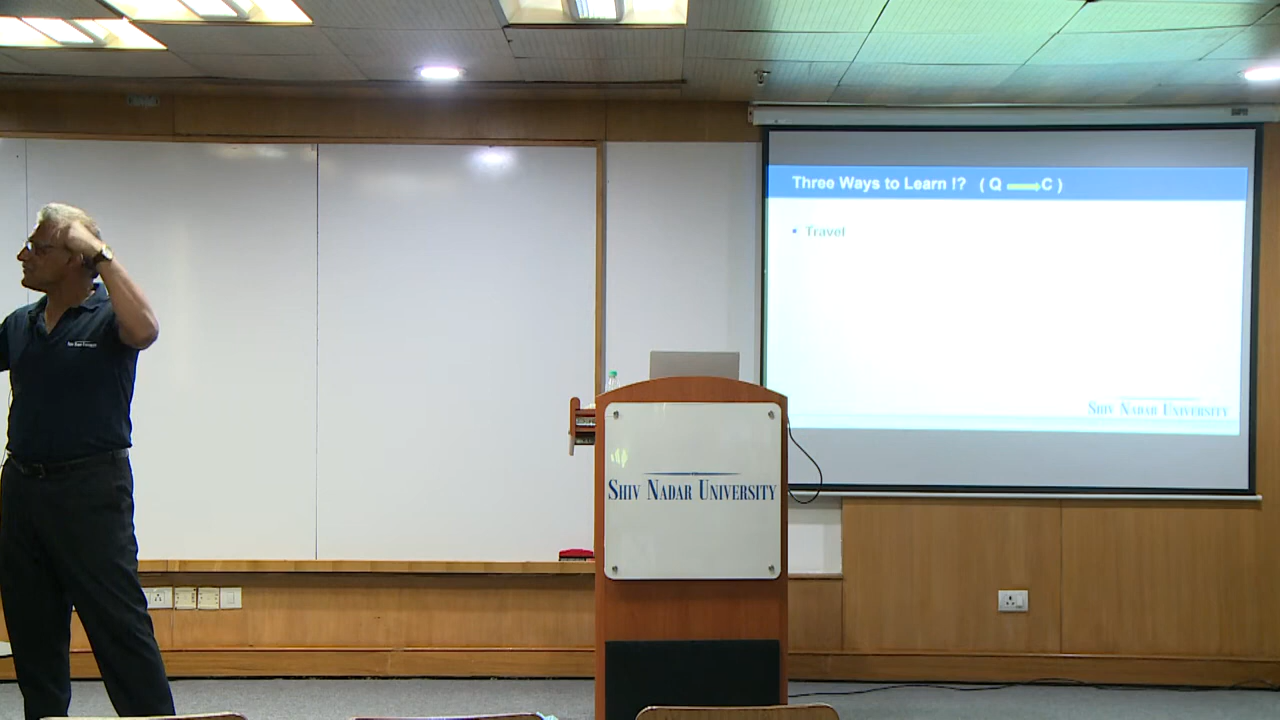 Three Ways to Learn !? ( Q C )
• Travel
SHIV NADAR UNIVERSITY
SHIV NADAR UNIVERSITY